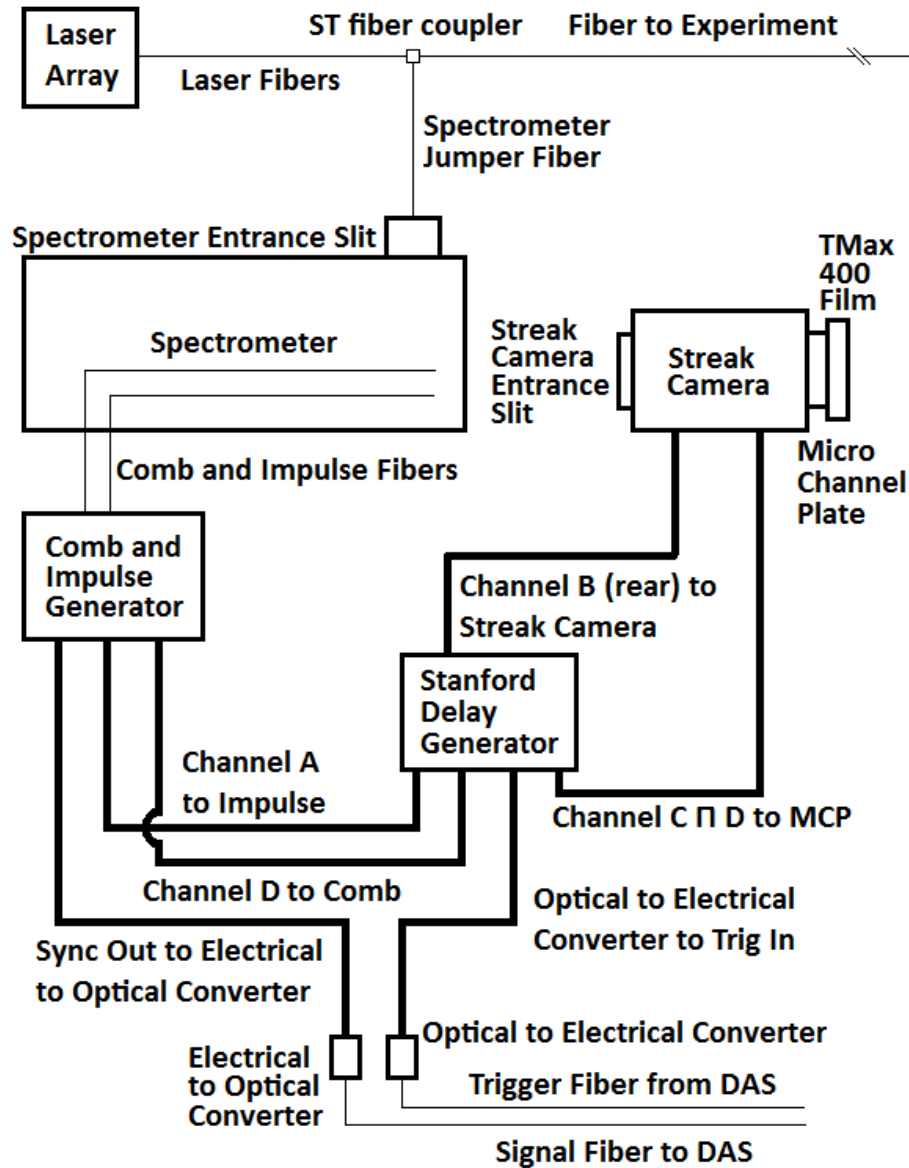 Laser
Array
ST fiber coupler
Fiber to Experiment
Laser Fibers
Spectrometer
Jumper Fiber
Spectrometer Entrance Slit
TMax
400
Film
Streak
Camera
Entrance
Slit
Streak
Camera
Spectrometer
Micro
Channel
Plate
Comb and Impulse Fibers
Comb and
Impulse
Generator
Channel B (rear) to
Streak Camera
Stanford
Delay
Generator
Channel A
to Impulse
Channel C Π D to MCP
Channel D to Comb
Optical to Electrical
Converter to Trig In
Sync Out to Electrical
to Optical Converter
Optical to Electrical Converter
Electrical
to Optical
Converter
Trigger Fiber from DAS
Signal Fiber to DAS